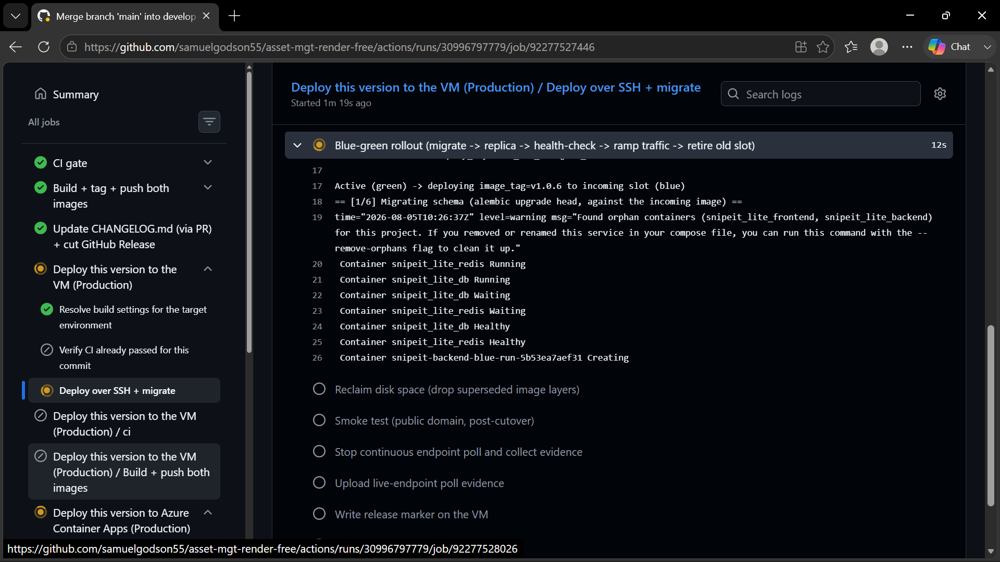 Merge branch 'main' into develop
https://github.com/samuelgodson55/asset-mgt-render-free/actions/runs/30996797779/job/92277527446
Chat
Summary
All jobs
CI gate
Build + tag + push both
images
Update CHANGELOG.md (via PR)
+ cut GitHub Release
Deploy this version to the
VM (Production)
Resolve build settings for the target
environment
Verify CI already passed for this
commit
Deploy over SSH + migrate
Deploy this version to the VM
(Production) / ci
Deploy this version to the VM
(Production) / Build + push both
images
Deploy this version to Azure
Container Apps (Production)
https://github.com/samuelgodson55/asset-mgt-render-free/actions/runs/30996797779/job/92277528026
Deploy this version to the VM (Production) / Deploy over SSH + migrate
Started 1m 19s ago
Search logs
Blue-green rollout (migrate -> replica -> health-check -> ramp traffic -> retire old slot)
12s
17
17 Active (green) -> deploying image_tag=v1.0.6 to incoming slot (blue)
18 == [1/6] Migrating schema (alembic upgrade head, against the incoming image) ==
19 time="2026-08-05T10:26:37Z" level=warning msg="Found orphan containers (snipeit_lite_frontend, snipeit_lite_backend)
for this project. If you removed or renamed this service in your compose file, you can run this command with the --
remove-orphans flag to clean it up."
20 Container snipeit_lite_redis Running
21 Container snipeit_lite_db Running
22 Container snipeit_lite_db Waiting
23 Container snipeit_lite_redis Waiting
24 Container snipeit_lite_db Healthy
25 Container snipeit_lite_redis Healthy
26 Container snipeit-backend-blue-run-5b53ea7aef31 Creating
Reclaim disk space (drop superseded image layers)
Smoke test (public domain, post-cutover)
Stop continuous endpoint poll and collect evidence
Upload live-endpoint poll evidence
Write release marker on the VM